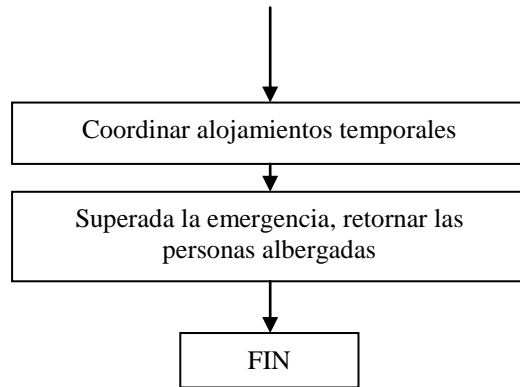 Coordinar alojamientos temporales
Superada la emergencia, retornar las
personas albergadas
FIN